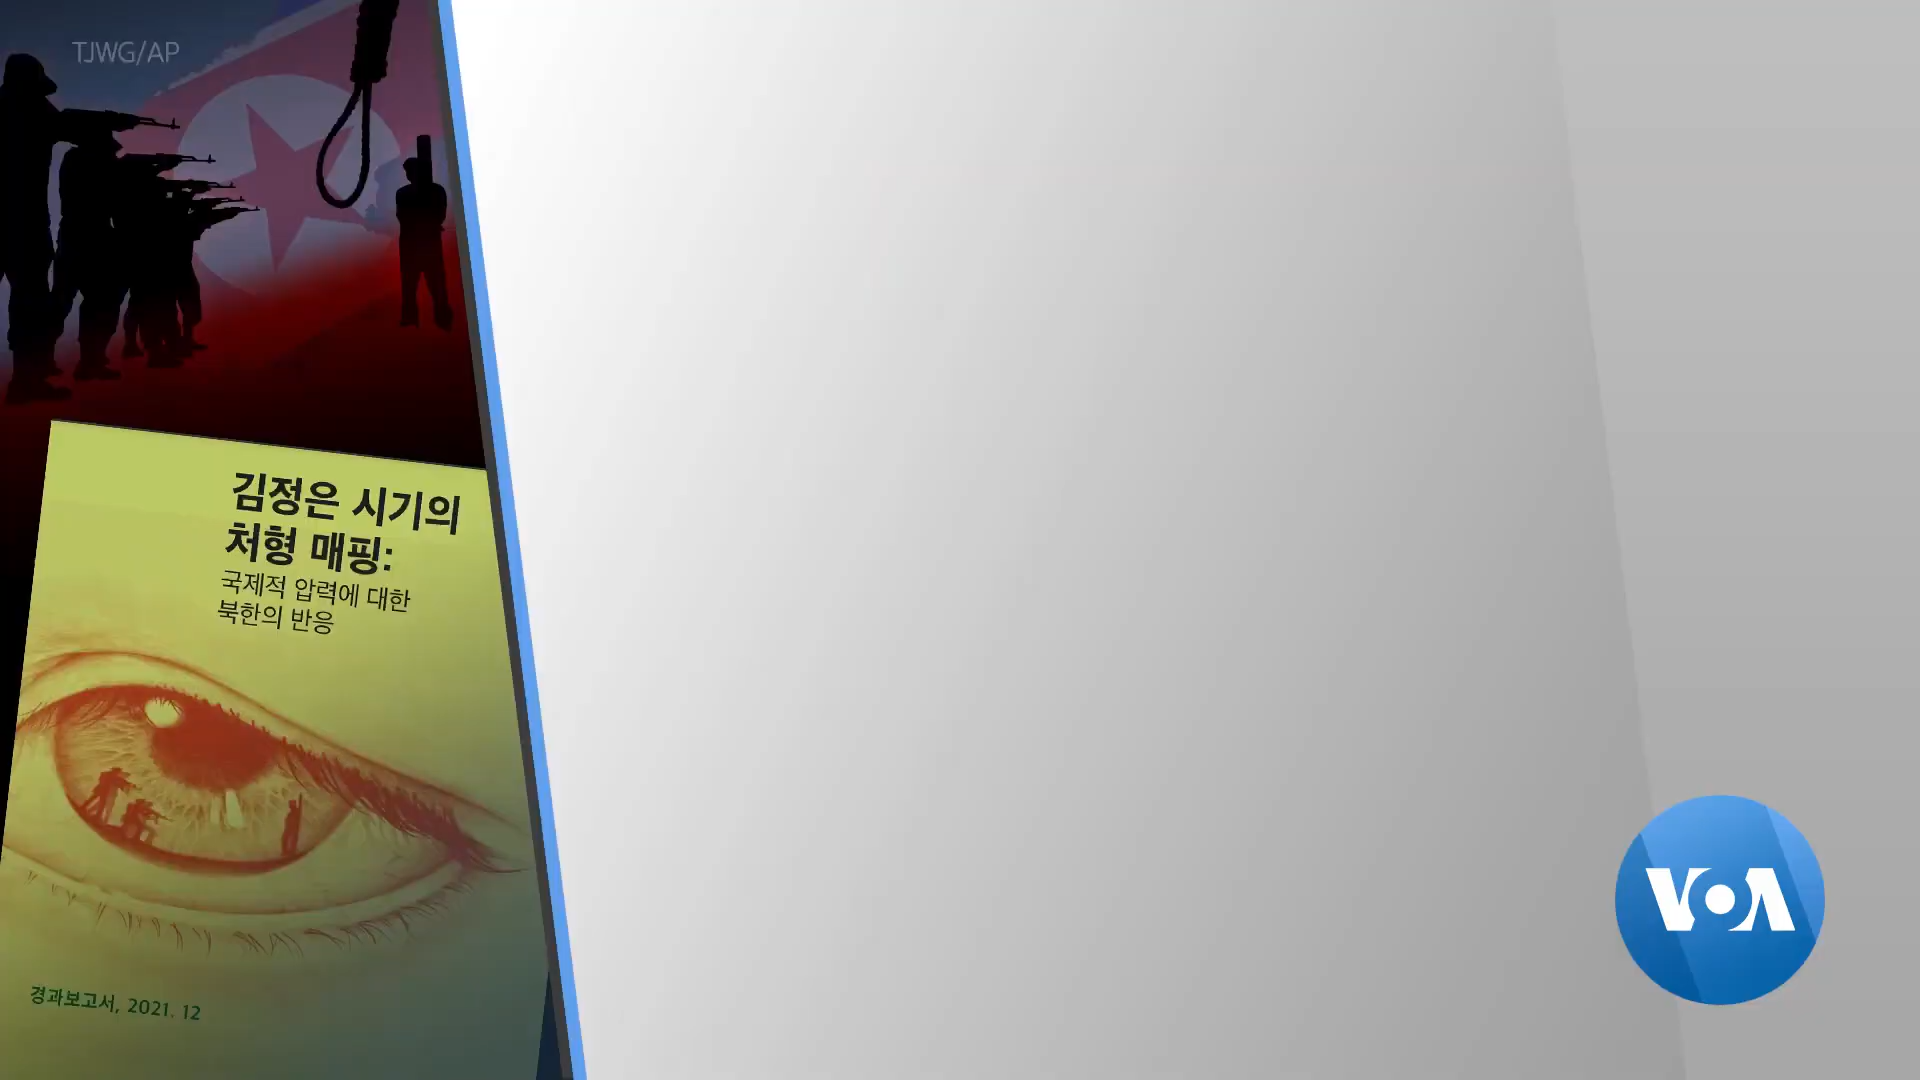 TJWG/AP
김정은 시기의
처형 매핑:
국제적 압력에 대한
북한의 반응
경과보고서, 2021. 12
VOA